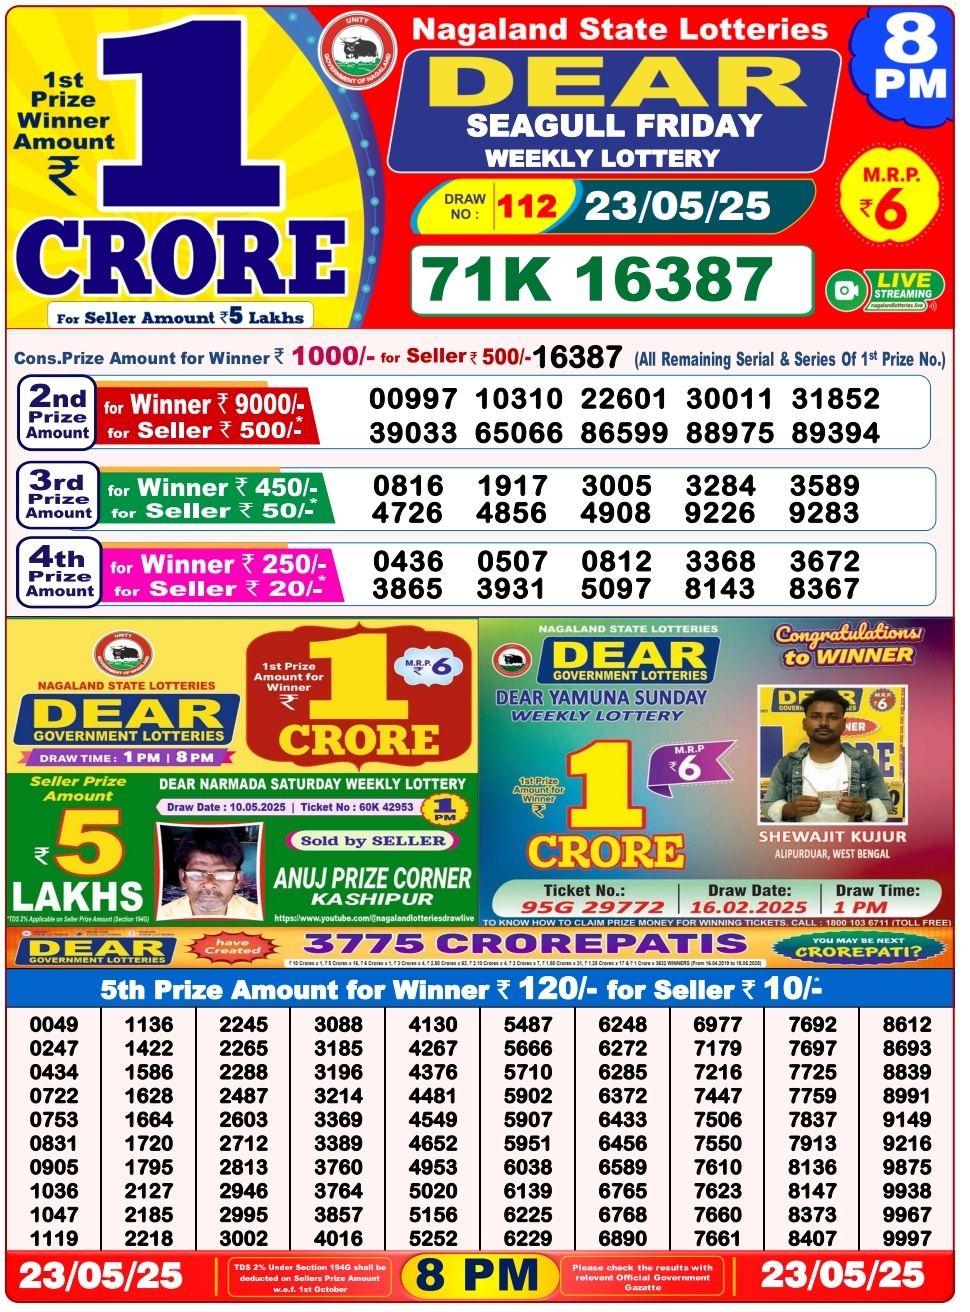 1st
Prize
Winner
Amount
₹
1
CRORE
For Seller Amount ₹5 Lakhs
UNITY
GOVERNMENT OF NAGALAND
Nagaland State Lotteries
DEAR
SEAGULL FRIDAY
WEEKLY LOTTERY
8
PM
DRAW
NO :
112
23/05/25
M.R.P.
₹6
71K 16387
LIVE
STREAMING
nagalandlotteries.live
Cons.Prize Amount for Winner ₹ 1000/- for Seller ₹ 500/- 16387 (All Remaining Serial & Series Of 1st Prize No.)
2nd
Prize
Amount
for Winner ₹ 9000/-
for Seller ₹ 500/-*
00997 10310 22601 30011 31852
39033 65066 86599 88975 89394
3rd
Prize
Amount
for Winner ₹ 450/-
for Seller ₹ 50/-*
0816 1917 3005 3284 3589
4726 4856 4908 9226 9283
4th
Prize
Amount
for Winner ₹ 250/-
for Seller ₹ 20/-*
0436 0507 0812 3368 3672
3865 3931 5097 8143 8367
UNITY
NAGALAND STATE LOTTERIES
DEAR
GOVERNMENT LOTTERIES
DRAW TIME : 1 PM | 8 PM
1st Prize
Amount for
Winner
₹
1
CRORE
M.R.P.
₹ 6
Seller Prize
Amount
₹5
LAKHS
*TDS 2% Applicable on Seller Prize Amount (Section 194G)
DEAR NARMADA SATURDAY WEEKLY LOTTERY
Draw Date : 10.05.2025 | Ticket No : 60K 42953
1
PM
Sold by SELLER
ANUJ PRIZE CORNER
KASHIPUR
https://www.youtube.com/@nagalandlotteriesdrawlive
NAGALAND STATE LOTTERIES
DEAR
GOVERNMENT LOTTERIES
DEAR YAMUNA SUNDAY
WEEKLY LOTTERY
1st Prize
Amount for
Winner
₹
1
CRORE
M.R.P
₹6
Congratulations!
to WINNER
SHEWAJIT KUJUR
ALIPURDUAR, WEST BENGAL
Ticket No.:
95G 29772
Draw Date:
16.02.2025
Draw Time:
1 PM
TO KNOW HOW TO CLAIM PRIZE MONEY FOR WINNING TICKETS, CALL : 1800 103 6711 (TOLL FREE)
DEAR
GOVERNMENT LOTTERIES
have
Created
3775 CROREPATIS
YOU MAY BE NEXT
CROREPATI?
5th Prize Amount for Winner ₹ 120/- for Seller ₹ 10/-*
0049 1136 2245 3088 4130 5487 6248 6977 7692 8612
0247 1422 2265 3185 4267 5666 6272 7179 7697 8693
0434 1586 2288 3196 4376 5710 6285 7216 7725 8839
0722 1628 2487 3214 4481 5902 6372 7447 7759 8991
0753 1664 2603 3369 4549 5907 6433 7506 7837 9149
0831 1720 2712 3389 4652 5951 6456 7550 7913 9216
0905 1795 2813 3760 4953 6038 6589 7610 8136 9875
1036 2127 2946 3764 5020 6139 6765 7623 8147 9938
1047 2185 2995 3857 5156 6225 6768 7660 8373 9967
1119 2218 3002 4016 5252 6229 6890 7661 8407 9997
23/05/25
TDS 2% Under Section 194G shall be
deducted on Sellers Prize Amount
w.e.f. 1st October
8 PM
Please check the results with
relevent Official Government
Gazatte
23/05/25